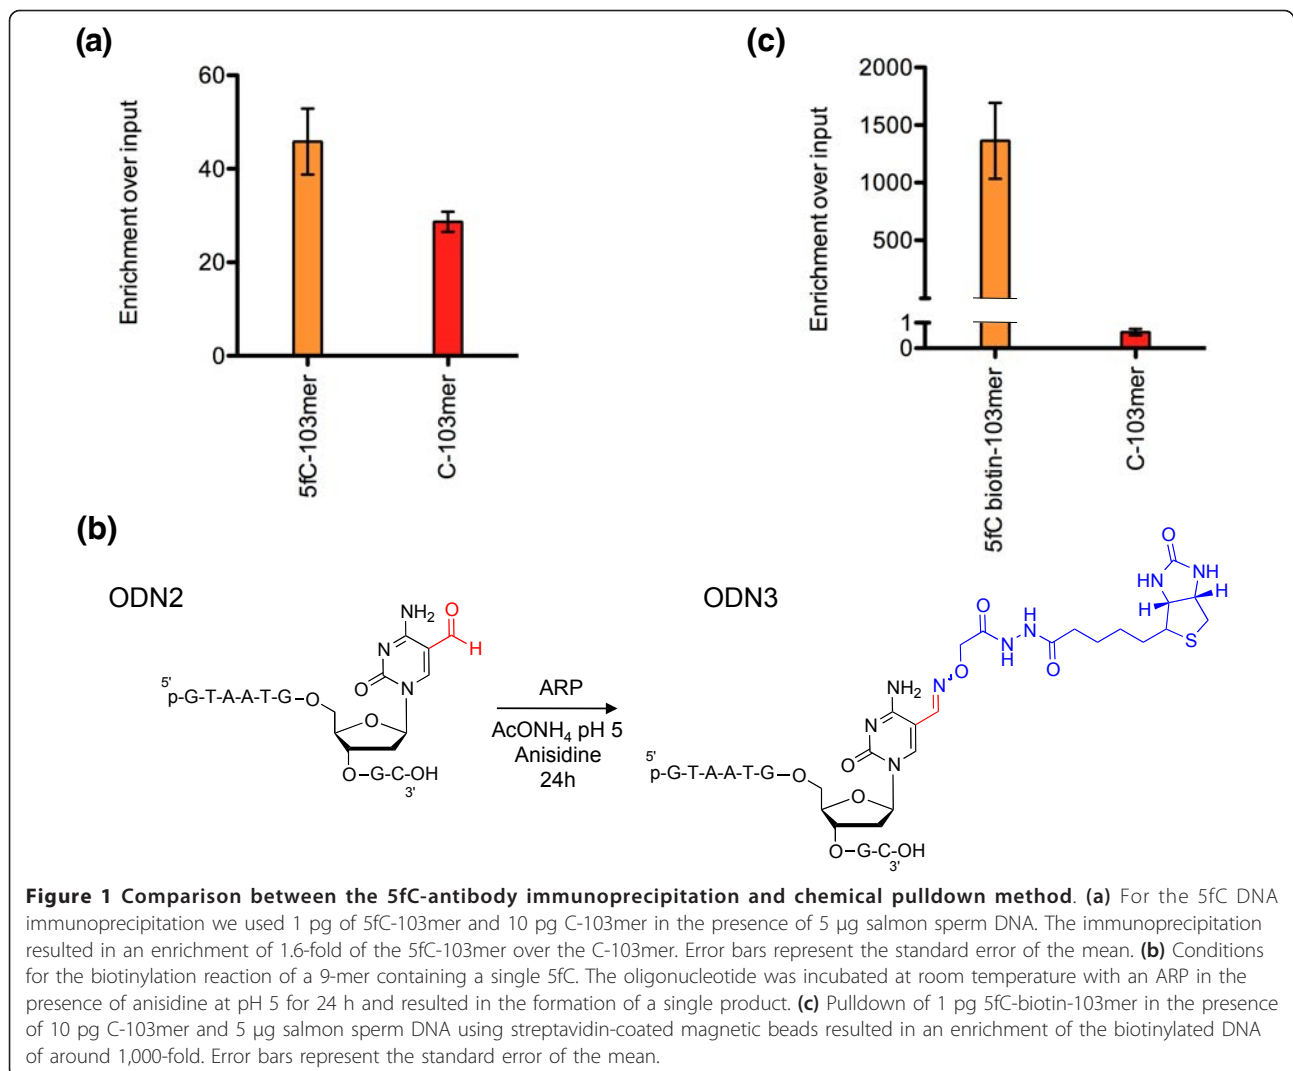 (a)
Enrichment over input
60
40
20
0
5fC-103mer
C-103mer
(c)
Enrichment over input
2000
1500
1000
500
1
0
5fC biotin-103mer
C-103mer
(b)
ODN2
NH2
O
H
N
O
N
5'
p-G-T-A-A-T-G-O
O
O-G-C-OH
3'
ARP
AcONH4 pH 5
Anisidine
24h
ODN3
O
HN
NH
H
H
S
O
H
N
N
H
O
O
N
NH2
N
O
N
5'
p-G-T-A-A-T-G-O
O
O-G-C-OH
3'
Figure 1 Comparison between the 5fC-antibody immunoprecipitation and chemical pulldown method. (a) For the 5fC DNA
immunoprecipitation we used 1 pg of 5fC-103mer and 10 pg C-103mer in the presence of 5 μg salmon sperm DNA. The immunoprecipitation
resulted in an enrichment of 1.6-fold of the 5fC-103mer over the C-103mer. Error bars represent the standard error of the mean. (b) Conditions
for the biotinylation reaction of a 9-mer containing a single 5fC. The oligonucleotide was incubated at room temperature with an ARP in the
presence of anisidine at pH 5 for 24 h and resulted in the formation of a single product. (c) Pulldown of 1 pg 5fC-biotin-103mer in the presence
of 10 pg C-103mer and 5 μg salmon sperm DNA using streptavidin-coated magnetic beads resulted in an enrichment of the biotinylated DNA
of around 1,000-fold. Error bars represent the standard error of the mean.